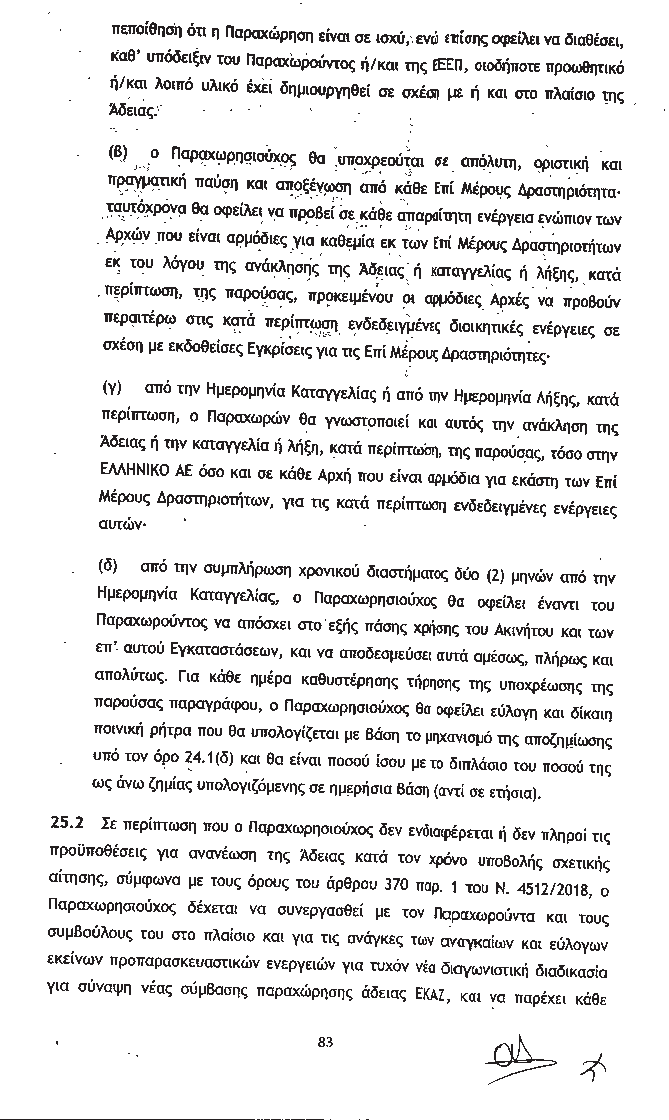 πεποίθηση ότι η Παραχώρηση είναι σε ισχύ, ενώ επίσης οφείλει να διαθέσει,
καθ' υπόδειξιν του Παραχωρούντος ή/και της ΕΕΕΠ, οιοδήποτε προωθητικό
ή/και λοιπό υλικό έχει δημιουργηθεί σε σχέση με ή και στο πλαίσιο της
Άδειας.
(β) ο Παραχωρησιούχος θα υποχρεούται σε απόλυτη, οριστική και
πραγματική παύση και αποξένωση από κάθε Επί Μέρους Δραστηριότητα·
ταυτόχρονα θα οφείλει να προβεί σε κάθε απαραίτητη ενέργεια ενώπιον των
Αρχών που είναι αρμόδιες για καθεμία εκ των Επί Μέρους Δραστηριοτήτων
εκ του λόγου της ανάκλησης της Άδειας ή καταγγελίας ή λήξης, κατά
περίπτωση, της παρούσας, προκειμένου οι αρμόδιες Αρχές να προβούν
περαιτέρω στις κατά περίπτωση ενδεδειγμένες διοικητικές ενέργειες σε
σχέση με εκδοθείσες Εγκρίσεις για τις Επί Μέρους Δραστηριότητες·
(γ) από την Ημερομηνία Καταγγελίας ή από την Ημερομηνία Λήξης, κατά
περίπτωση, ο Παραχωρών θα γνωστοποιεί και αυτός την ανάκληση της
Άδειας ή την καταγγελία ή λήξη, κατά περίπτωση, της παρούσας, τόσο στην
ΕΛΛΗΝΙΚΟ ΑΕ όσο και σε κάθε Αρχή που είναι αρμόδια για εκάστη των Επί
Μέρους Δραστηριοτήτων, για τις κατά περίπτωση ενδεδειγμένες ενέργειες
αυτών·
(δ) από την συμπλήρωση χρονικού διαστήματος δύο (2) μηνών από την
Ημερομηνία Καταγγελίας, ο Παραχωρησιούχος θα οφείλει έναντι του
Παραχωρούντος να απόσχει στο εξής πάσης χρήσης του Ακινήτου και των
επ' αυτού Εγκαταστάσεων, και να αποδεσμεύσει αυτά αμέσως, πλήρως και
απολύτως. Για κάθε ημέρα καθυστέρησης τήρησης της υποχρέωσης της
παρούσας παραγράφου, ο Παραχωρησιούχος θα οφείλει εύλογη και δίκαιη
ποινική ρήτρα που θα υπολογίζεται με βάση το μηχανισμό της αποζημίωσης
υπό τον όρο 24.1(δ) και θα είναι ποσού ίσου με το διπλάσιο του ποσού της
ως άνω ζημίας υπολογιζόμενης σε ημερήσια βάση (αντί σε ετήσια).
25.2 Σε περίπτωση που ο Παραχωρησιούχος δεν ενδιαφέρεται ή δεν πληροί τις
προϋποθέσεις για ανανέωση της Άδειας κατά τον χρόνο υποβολής σχετικής
αίτησης, σύμφωνα με τους όρους του άρθρου 370 παρ. 1 του Ν. 4512/2018, ο
Παραχωρησιούχος δέχεται να συνεργασθεί με τον Παραχωρούντα και τους
συμβούλους του στο πλαίσιο και για τις ανάγκες των αναγκαίων και εύλογων
εκείνων προπαρασκευαστικών ενεργειών για τυχόν νέα διαγωνιστική διαδικασία
για σύναψη νέας σύμβασης παραχώρησης άδειας ΕΚΑΖ, και να παρέχει κάθε
83